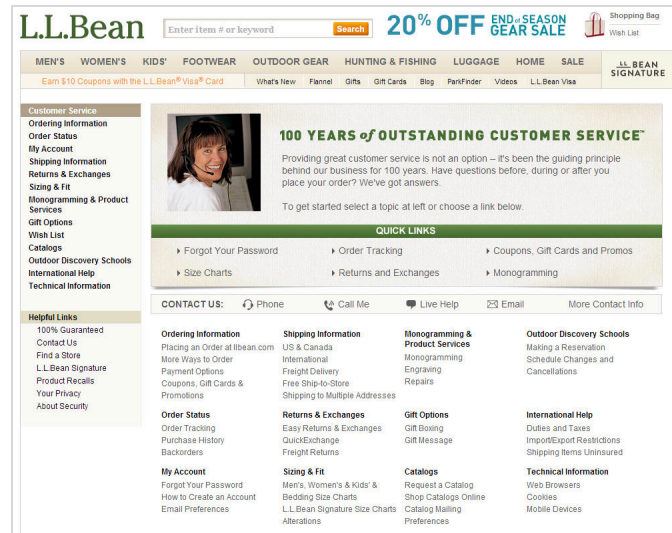 L.L.Bean
Enter item # or keyword
Search
20% OFF END of SEASON GEAR SALE
Shopping Bag
Wish List
MEN'S WOMEN'S KIDS' FOOTWEAR OUTDOOR GEAR HUNTING & FISHING LUGGAGE HOME SALE
L.L.BEAN SIGNATURE
Earn $10 Coupons with the L.L.Bean® Visa® Card What's New Flannel Gifts Gift Cards Blog ParkFinder Videos L.L.Bean Visa
Customer Service
Ordering Information
Order Status
My Account
Shipping Information
Returns & Exchanges
Sizing & Fit
Monogramming & Product
Services
Gift Options
Wish List
Catalogs
Outdoor Discovery Schools
International Help
Technical Information
Helpful Links
100% Guaranteed
Contact Us
Find a Store
L.L.Bean Signature
Product Recalls
Your Privacy
About Security
100 YEARS of OUTSTANDING CUSTOMER SERVICE™
Providing great customer service is not an option – it's been the guiding principle
behind our business for 100 years. Have questions before, during or after you
place your order? We've got answers.
To get started select a topic at left or choose a link below.
QUICK LINKS
Forgot Your Password Order Tracking Coupons, Gift Cards and Promos
Size Charts Returns and Exchanges Monogramming
CONTACT US: Phone Call Me Live Help Email More Contact Info
Ordering Information
Placing an Order at llbean.com
More Ways to Order
Payment Options
Coupons, Gift Cards &
Promotions
Shipping Information
US & Canada
International
Freight Delivery
Free Ship-to-Store
Shipping to Multiple Addresses
Monogramming &
Product Services
Monogramming
Engraving
Repairs
Outdoor Discovery Schools
Making a Reservation
Schedule Changes and
Cancellations
Order Status
Order Tracking
Purchase History
Backorders
Returns & Exchanges
Easy Returns & Exchanges
QuickExchange
Freight Returns
Gift Options
Gift Boxing
Gift Message
International Help
Duties and Taxes
Import/Export Restrictions
Shipping Items Uninsured
My Account
Forgot Your Password
How to Create an Account
Email Preferences
Sizing & Fit
Men's, Women's & Kids' &
Bedding Size Charts
L.L.Bean Signature Size Charts
Alterations
Catalogs
Request a Catalog
Shop Catalogs Online
Catalog Mailing
Preferences
Technical Information
Web Browsers
Cookies
Mobile Devices